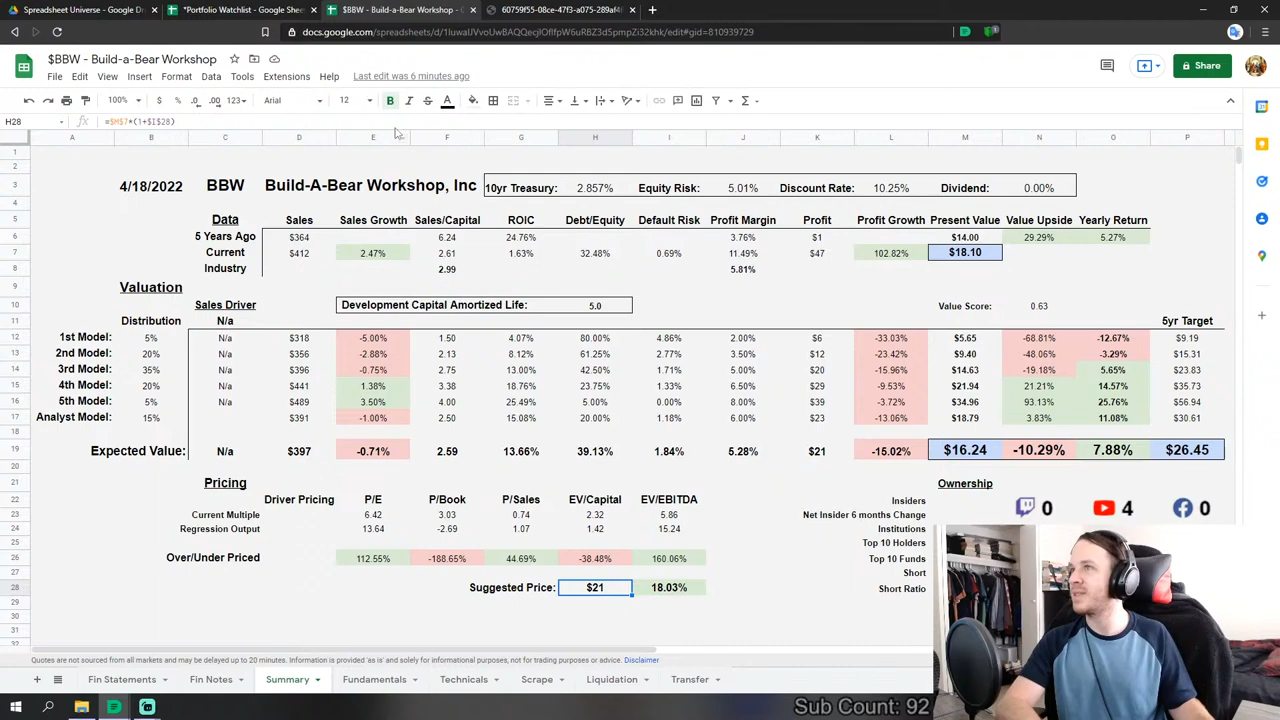 Spreadsheet Universe - Google Dri
*Portfolio Watchlist - Google Sheet
$BBW - Build-a-Bear Workshop -
60759f55-08ce-47f3-a075-289af4
docs.google.com/spreadsheets/d/1IuwalJVvoUwBAQQecjIOfIfpW6uRBZ3d5pmpZi32khk/edit#gid=810939729
$BBW - Build-a-Bear Workshop
File Edit View Insert Format Data Tools Extensions Help Last edit was 6 minutes ago
Share
100% $ % .0 .00 123 Arial 12 B I S A
H28 fx =$M$7*(1+$I$28)
A B C D E F G H I J K L M N O P
4/18/2022 BBW Build-A-Bear Workshop, Inc 10yr Treasury: 2.857% Equity Risk: 5.01% Discount Rate: 10.25% Dividend: 0.00%
Data Sales Sales Growth Sales/Capital ROIC Debt/Equity Default Risk Profit Margin Profit Profit Growth Present Value Value Upside Yearly Return
5 Years Ago $364 6.24 24.76% 3.76% $1 $14.00 29.29% 5.27%
Current $412 2.47% 2.61 1.63% 32.48% 0.69% 11.49% $47 102.82% $18.10
Industry 2.99 5.81%
Valuation
Sales Driver Development Capital Amortized Life: 5.0 Value Score: 0.63
Distribution N/a 5yr Target
1st Model: 5% N/a $318 -5.00% 1.50 4.07% 80.00% 4.86% 2.00% $6 -33.03% $5.65 -68.81% -12.67% $9.19
2nd Model: 20% N/a $356 -2.88% 2.13 8.12% 61.25% 2.77% 3.50% $12 -23.42% $9.40 -48.06% -3.29% $15.31
3rd Model: 35% N/a $396 -0.75% 2.75 13.00% 42.50% 1.71% 5.00% $20 -15.96% $14.63 -19.18% 5.65% $23.83
4th Model: 20% N/a $441 1.38% 3.38 18.76% 23.75% 1.33% 6.50% $29 -9.53% $21.94 21.21% 14.57% $35.73
5th Model: 5% N/a $489 3.50% 4.00 25.49% 5.00% 0.00% 8.00% $39 -3.72% $34.96 93.13% 25.76% $56.94
Analyst Model: 15% $391 -1.00% 2.50 15.08% 20.00% 1.18% 6.00% $23 -13.06% $18.79 3.83% 11.08% $30.61
Expected Value: N/a $397 -0.71% 2.59 13.66% 39.13% 1.84% 5.28% $21 -15.02% $16.24 -10.29% 7.88% $26.45
Pricing Ownership
Driver Pricing P/E P/Book P/Sales EV/Capital EV/EBITDA Insiders
Current Multiple 6.42 3.03 0.74 2.32 5.86 Net Insider 6 months Change
Regression Output 13.64 -2.69 1.07 1.42 15.24 Institutions
Top 10 Holders
Over/Under Priced 112.55% -188.65% 44.69% -38.48% 160.06% Top 10 Funds
Short
Suggested Price: $21 18.03% Short Ratio
0 4 0
Quotes are not sourced from all markets and may be delayed up to 20 minutes. Information is provided 'as is' and solely for informational purposes, not for trading purposes or advice. Disclaimer
Fin Statements Fin Notes Summary Fundamentals Technicals Scrape Liquidation Transfer
Sub Count: 92